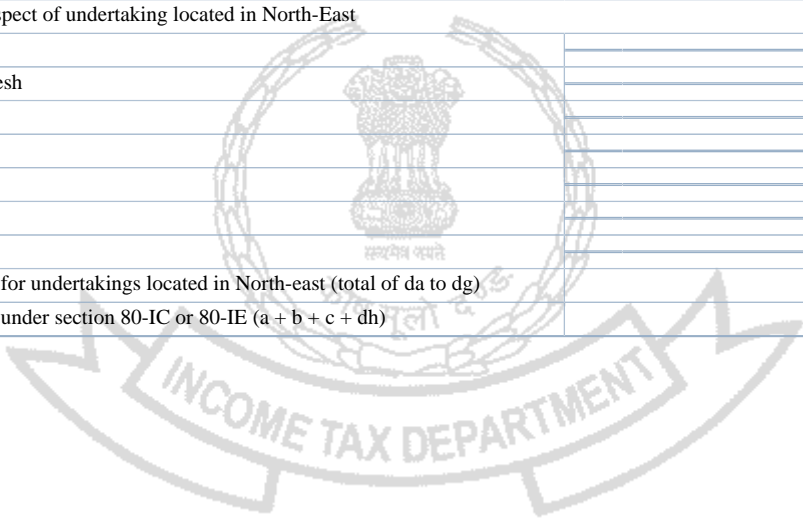 spect of undertaking located in North-East
esh
सत्यमेव जयते
for undertakings located in North-east (total of da to dg)
कोष मूलो दण्ड
under section 80-IC or 80-IE (a + b + c + dh)
INCOME TAX DEPARTMENT